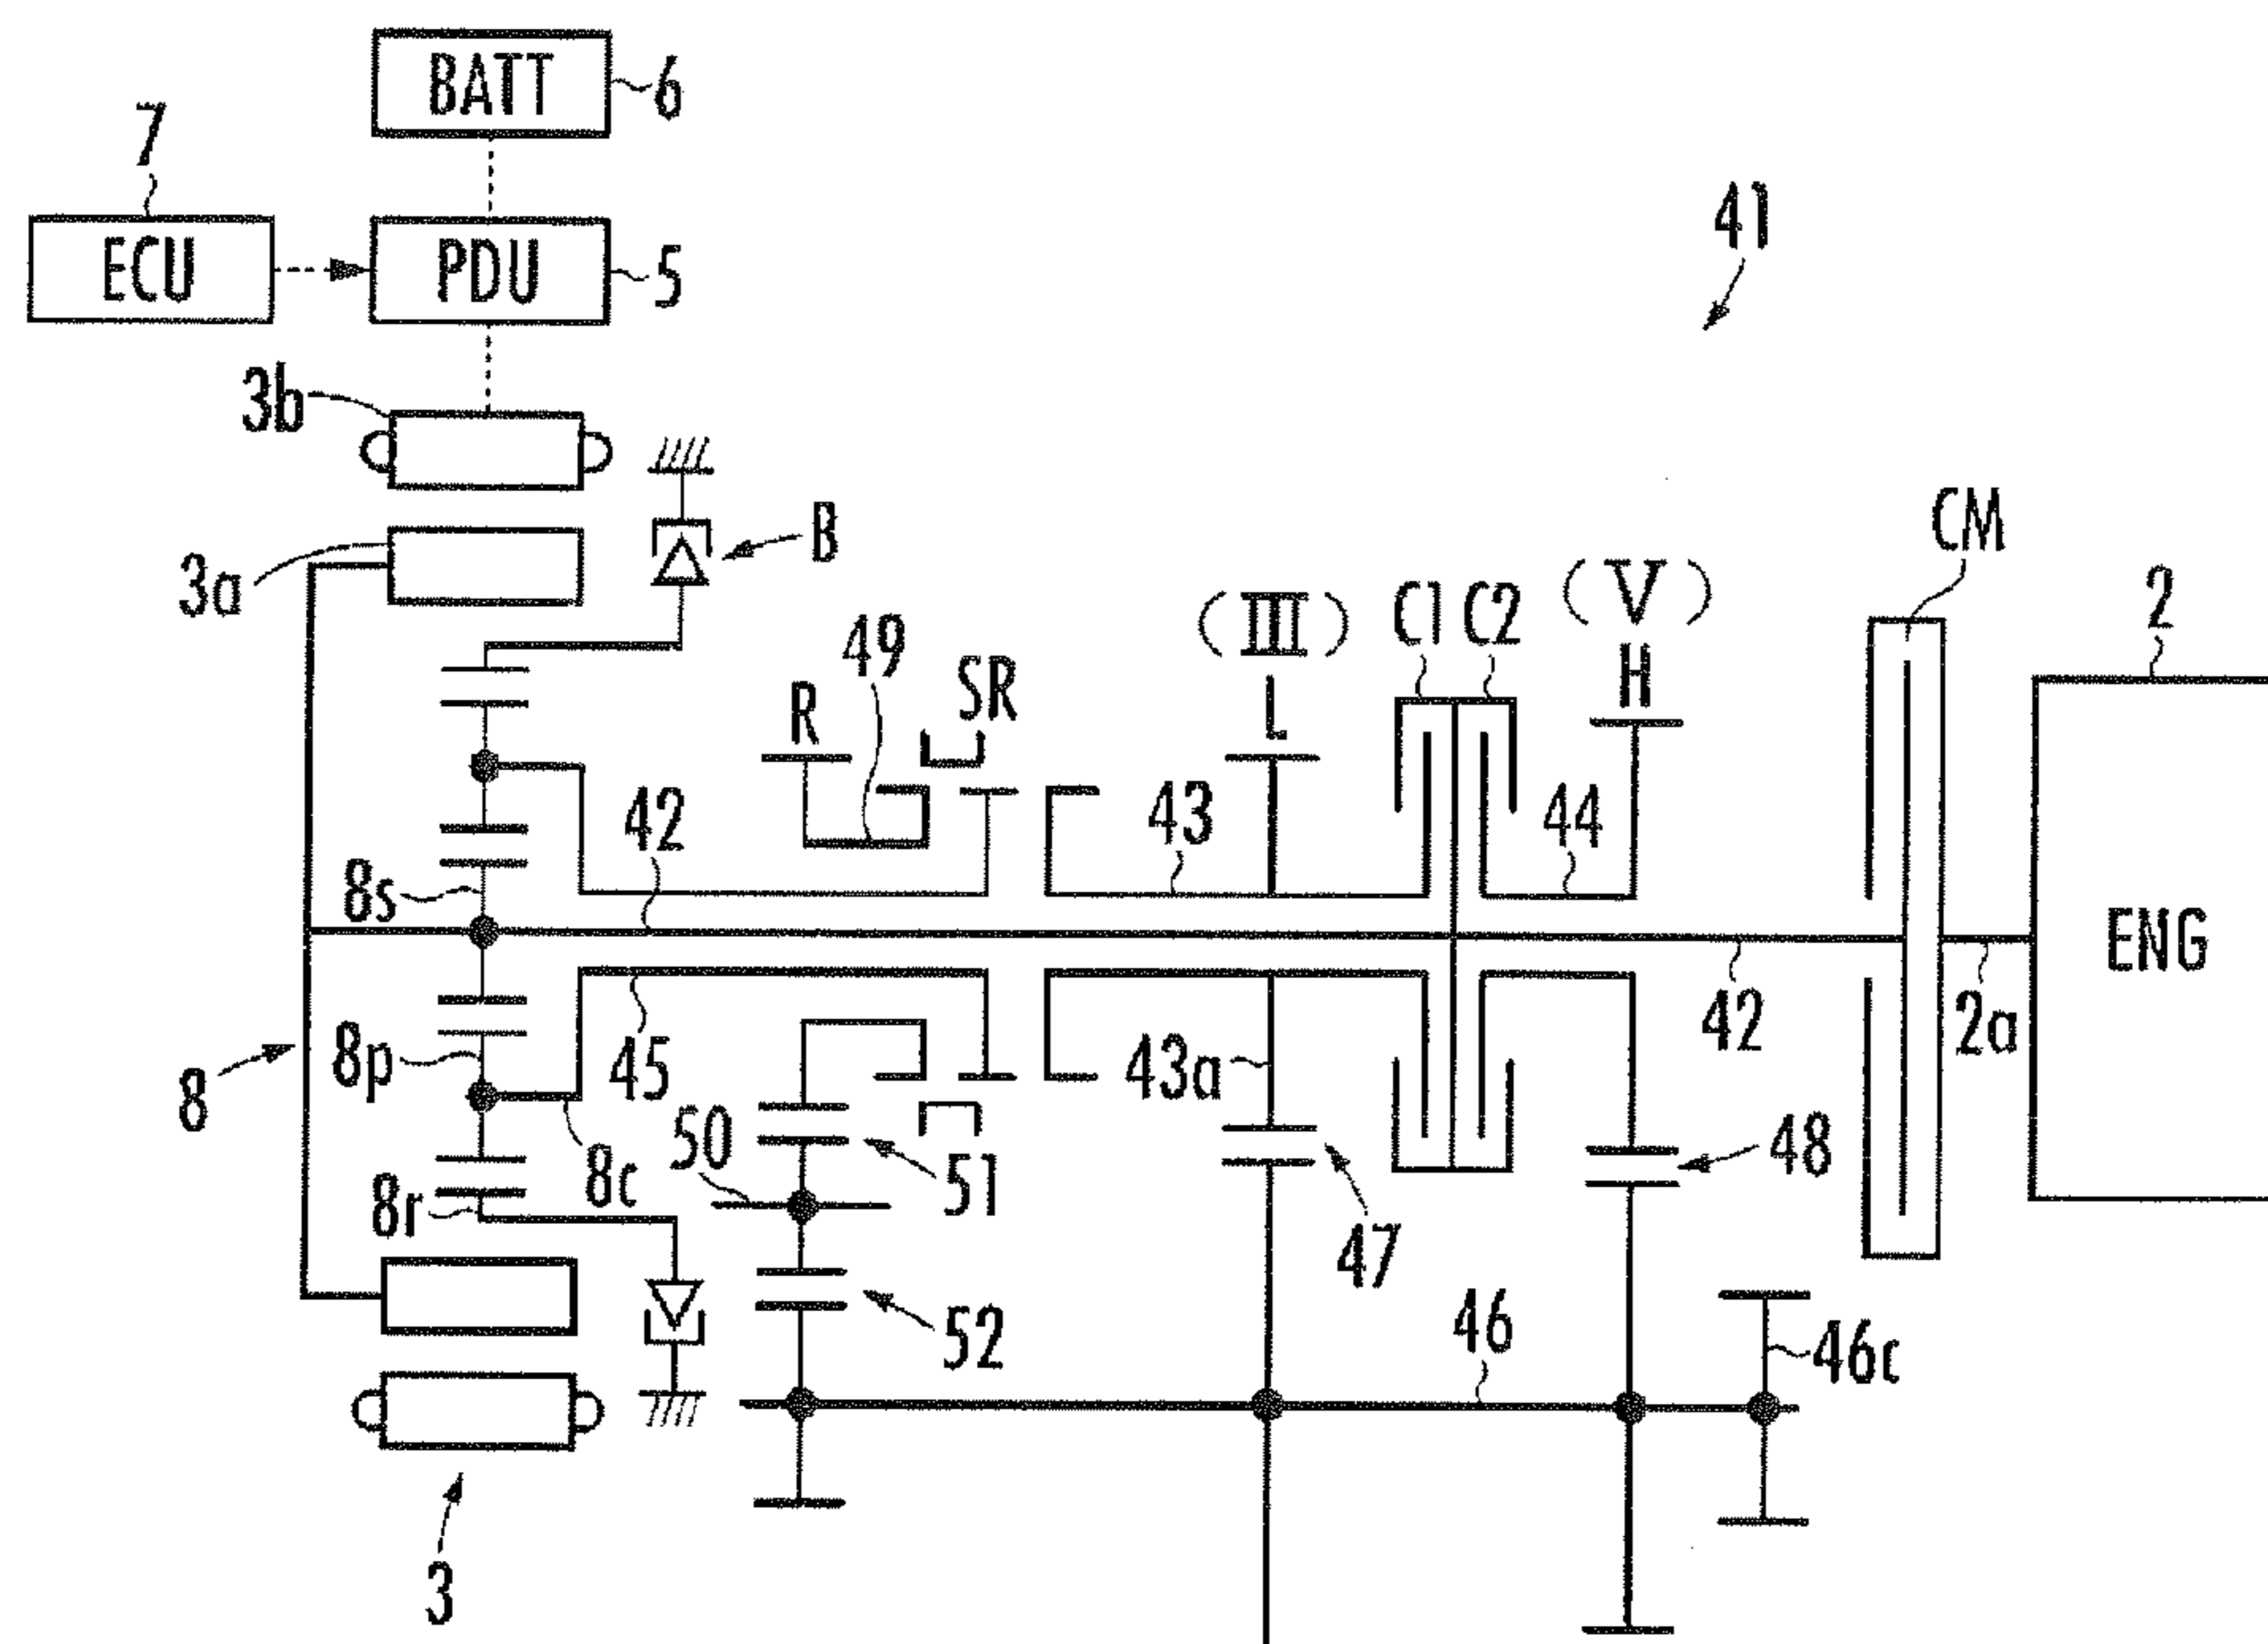 BATT
6
7
ECU
PDU
5
41
3b
3a
B
CM
(III)
C1
C2
(V)
2
49
SR
R
L
H
42
43
44
8s
ENG
8p
45
43a
42
2a
8
50
8c
51
48
8r
47
52
46
46c
3